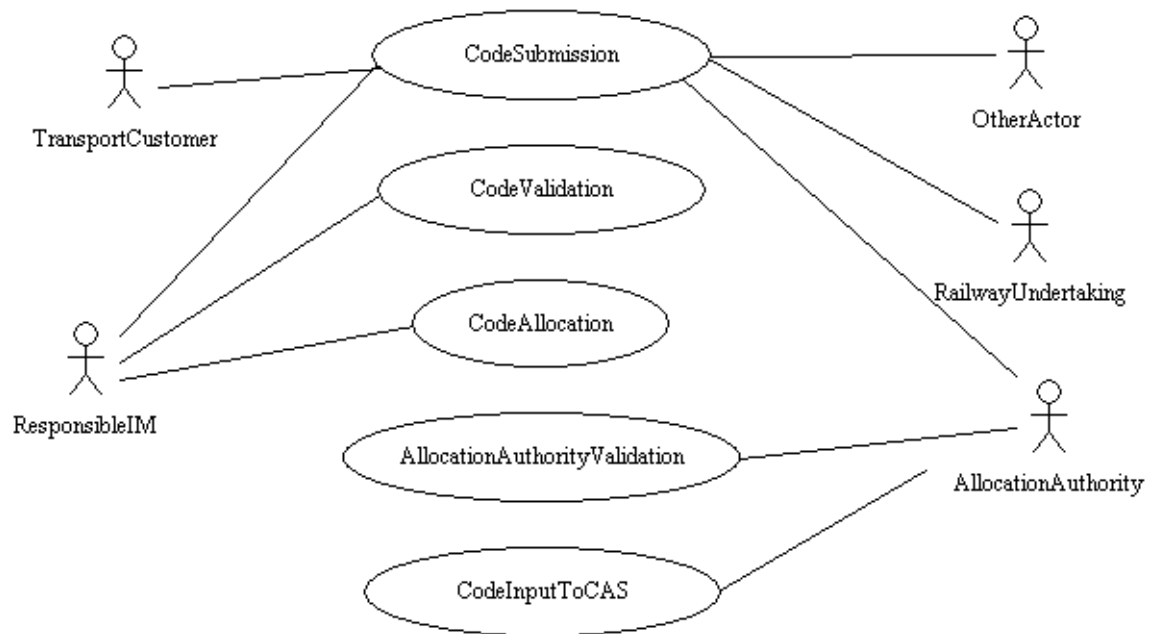 CodeSubmission
TransportCustomer
OtherActor
CodeValidation
RailwayUndertaking
CodeAllocation
ResponsibleIM
AllocationAuthorityValidation
AllocationAuthority
CodeInputToCAS